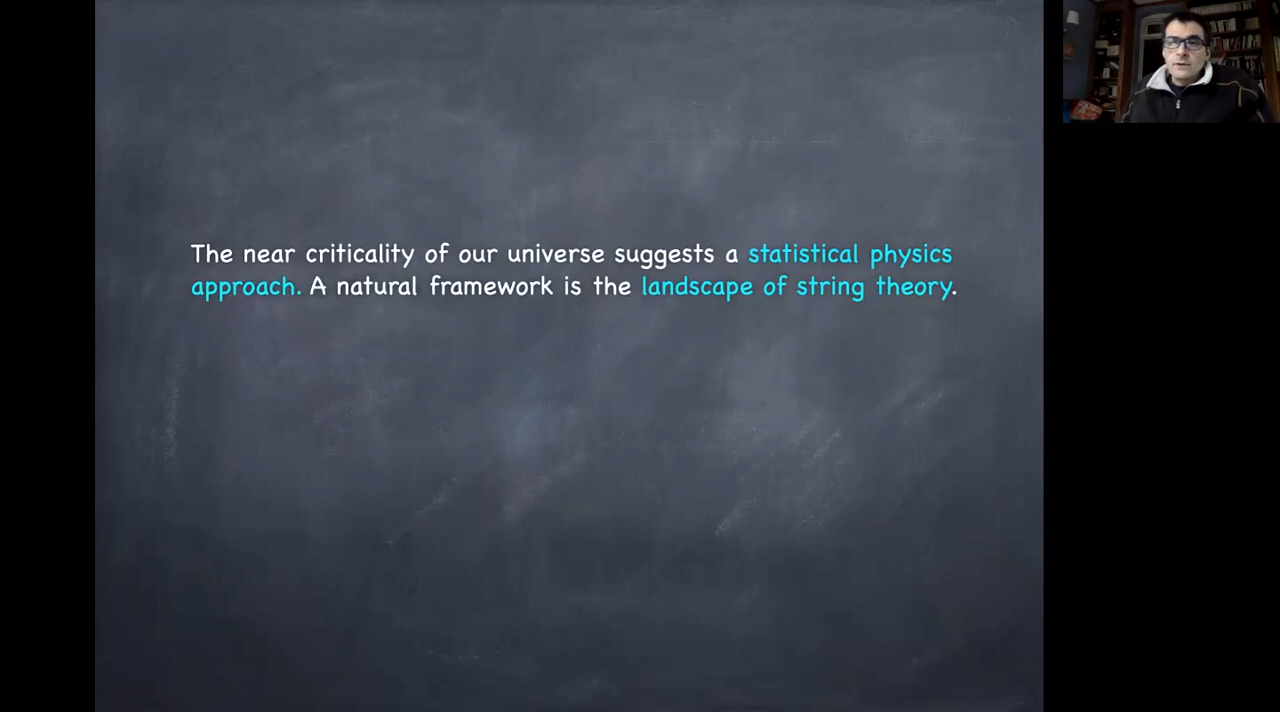 The near criticality of our universe suggests a statistical physics
approach. A natural framework is the landscape of string theory.